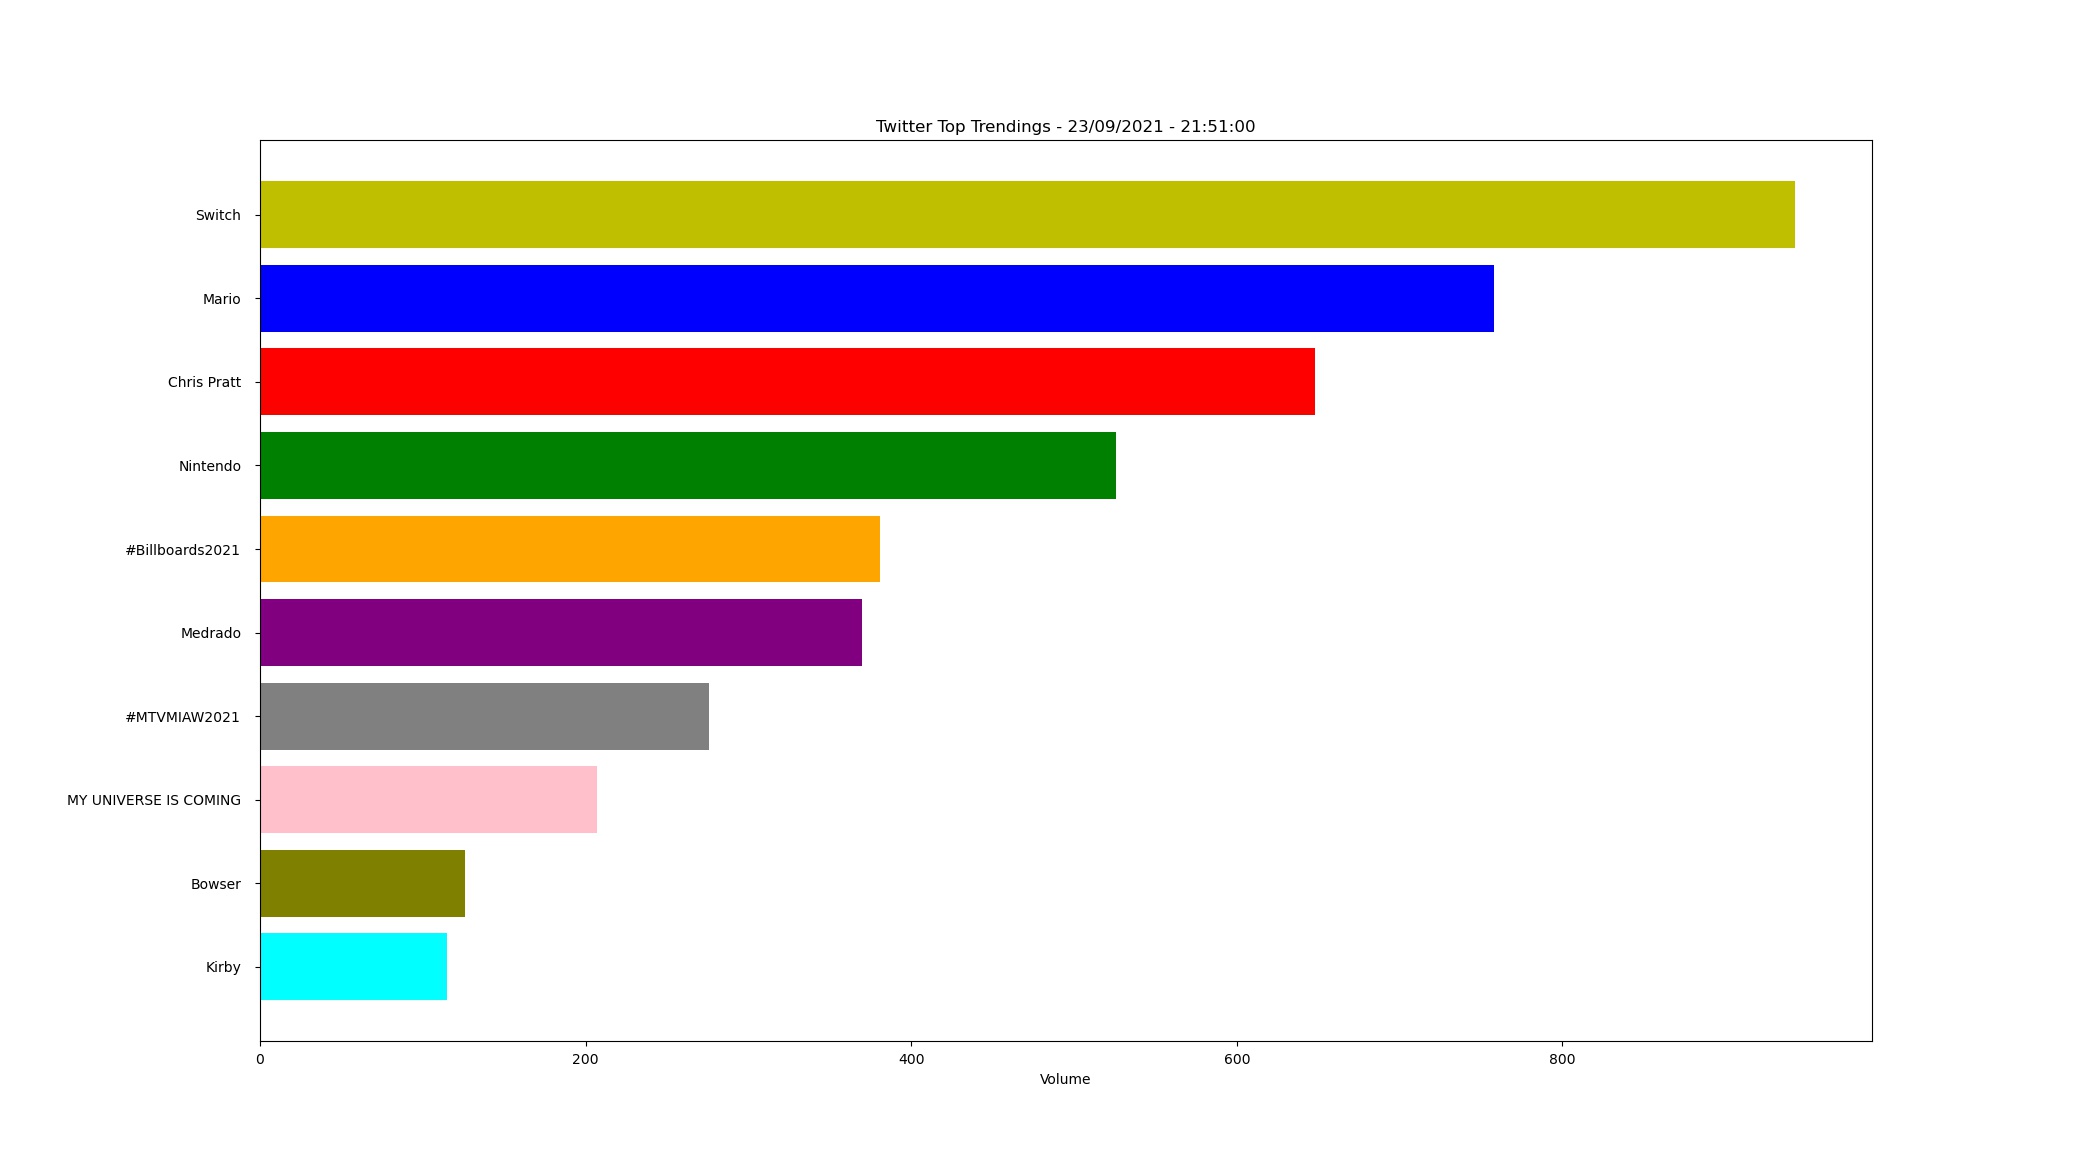 Twitter Top Trendings - 23/09/2021 - 21:51:00
Switch
Mario
Chris Pratt
Nintendo
#Billboards2021
Medrado
#MTVMIAW2021
MY UNIVERSE IS COMING
Bowser
Kirby
0 200 400 600 800
Volume